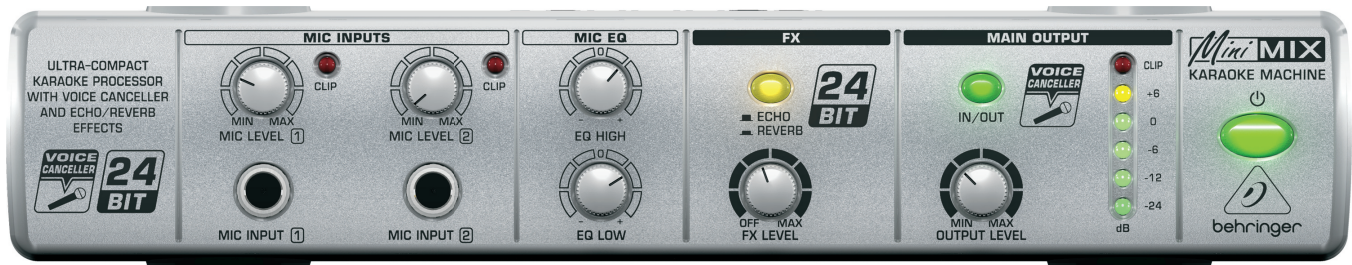 ULTRA-COMPACT
KARAOKE PROCESSOR
WITH VOICE CANCELLER
AND ECHO/REVERB
EFFECTS
VOICE
CANCELLER
24
BIT
MIC INPUTS
CLIP
MIN MAX
MIC LEVEL 1
CLIP
MIN MAX
MIC LEVEL 2
MIC INPUT 1
MIC INPUT 2
MIC EQ
0
- +
EQ HIGH
0
- +
EQ LOW
FX
24
BIT
ECHO
REVERB
OFF MAX
FX LEVEL
MAIN OUTPUT
IN/OUT
VOICE
CANCELLER
MIN MAX
OUTPUT LEVEL
CLIP
+6
0
-6
-12
-24
dB
Mini MIX
KARAOKE MACHINE
behringer